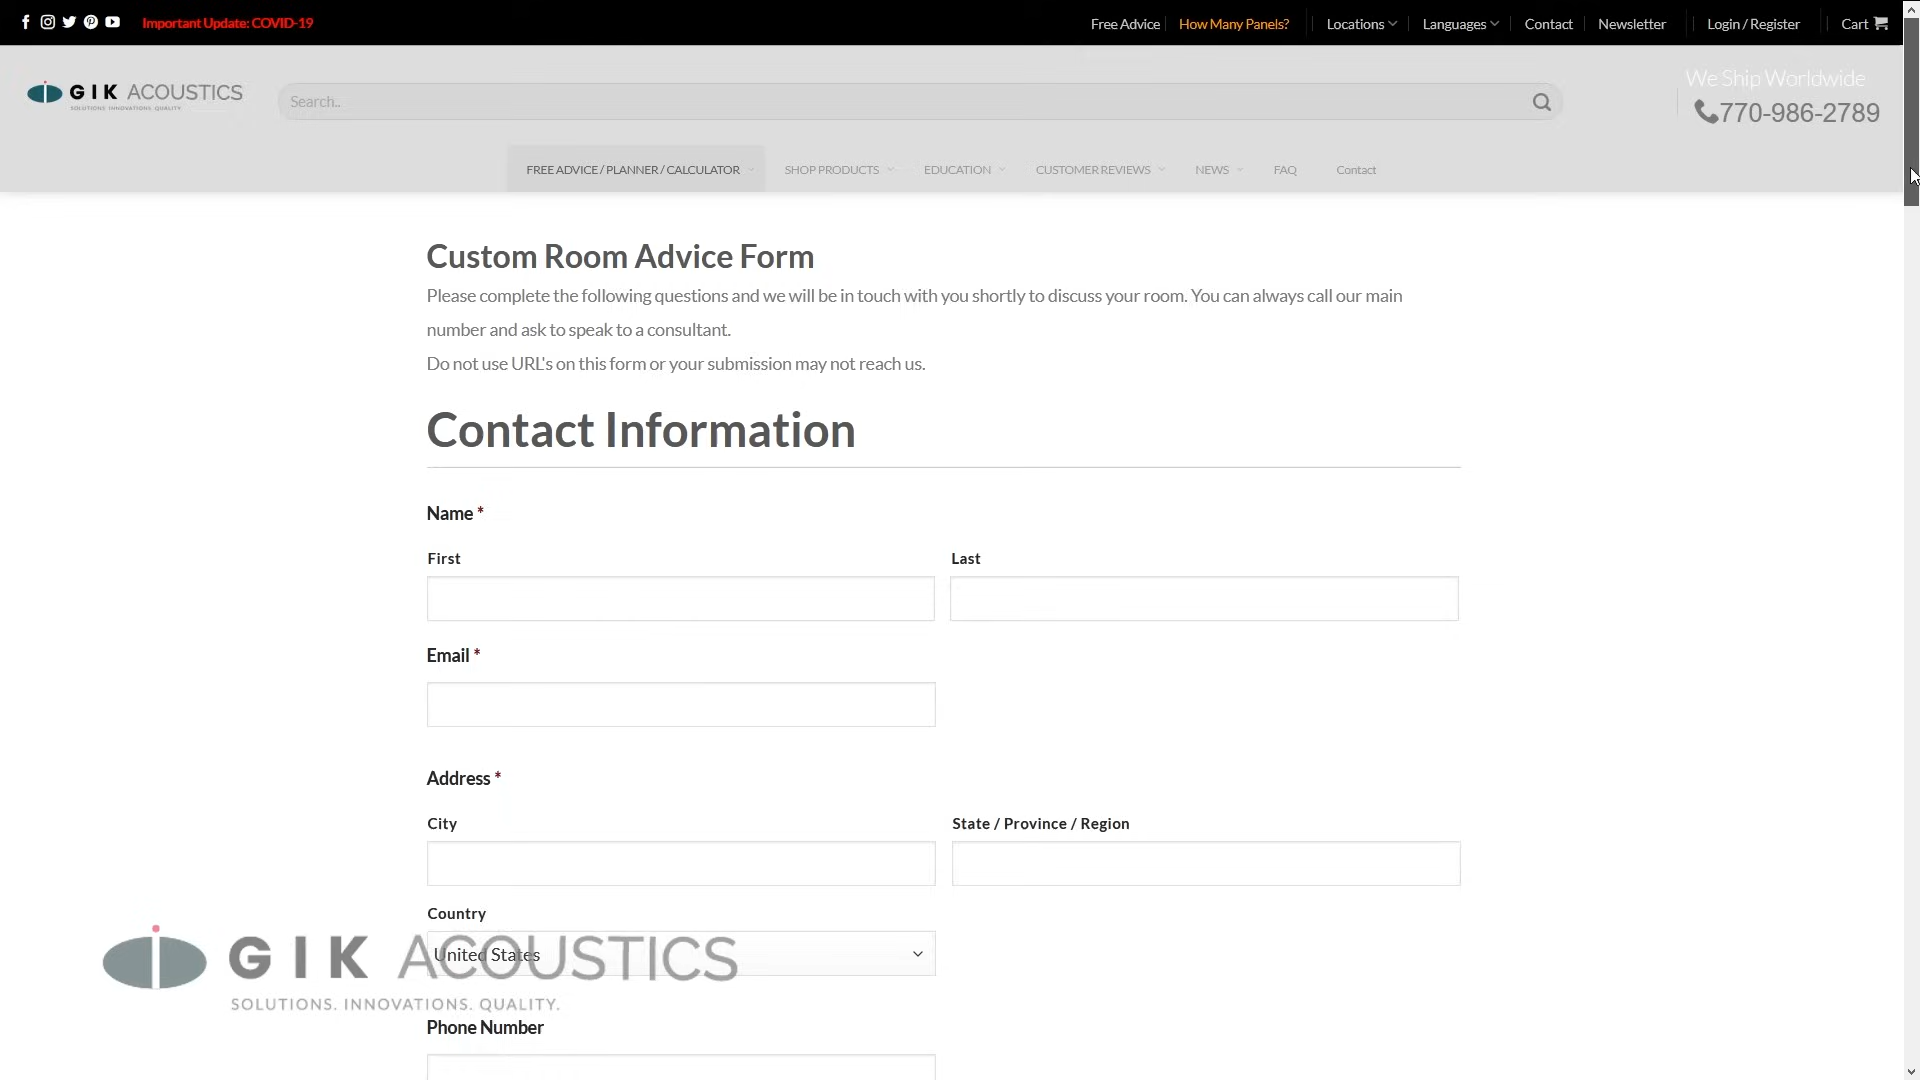 Important Update: COVID-19
Free Advice
How Many Panels?
Locations
Languages
Contact
Newsletter
Login / Register
Cart
GIK ACOUSTICS
SOLUTIONS. INNOVATIONS. QUALITY.
Search..
We Ship Worldwide
770-986-2789
FREE ADVICE / PLANNER / CALCULATOR
SHOP PRODUCTS
EDUCATION
CUSTOMER REVIEWS
NEWS
FAQ
Contact
Custom Room Advice Form
Please complete the following questions and we will be in touch with you shortly to discuss your room. You can always call our main
number and ask to speak to a consultant.
Do not use URL's on this form or your submission may not reach us.
Contact Information
Name *
First
Last
Email *
Address *
City
State / Province / Region
Country
United States
GIK ACOUSTICS
SOLUTIONS. INNOVATIONS. QUALITY.
Phone Number